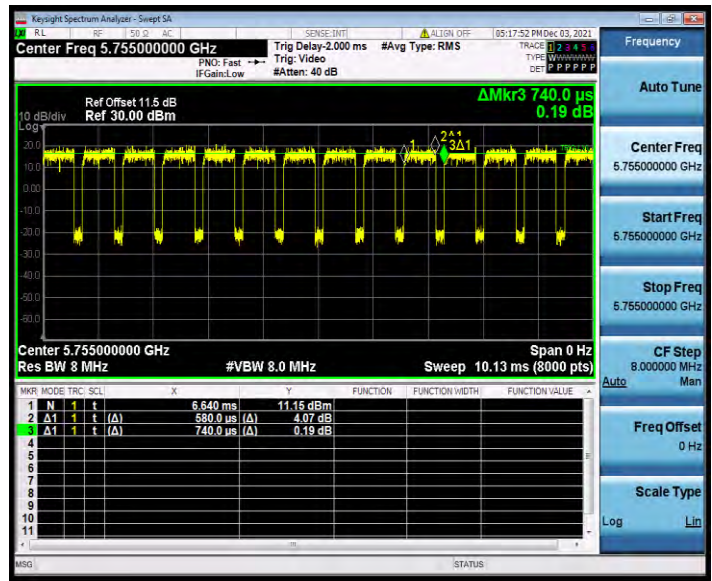 Keysight Spectrum Analyzer - Swept SA
LXI RL RF 50 Ω AC SENSE:INT ALIGN OFF 05:17:52 PM Dec 03, 2021
Center Freq 5.755000000 GHz
PNO: Fast
IFGain:Low
Trig Delay-2.000 ms
Trig: Video
#Atten: 40 dB
#Avg Type: RMS
TRACE 1 2 3 4 5 6
TYPE WWWWWW
DET P P P P P P
ΔMkr3 740.0 µs
0.19 dB
Ref Offset 11.5 dB
10 dB/div Ref 30.00 dBm
Log
20.0
10.0
0.00
-10.0
-20.0
-30.0
-40.0
-50.0
-60.0
1
2Δ1
3Δ1
Center 5.755000000 GHz Span 0 Hz
Res BW 8 MHz #VBW 8.0 MHz Sweep 10.13 ms (8000 pts)
MKR MODE TRC SCL X Y FUNCTION FUNCTION WIDTH FUNCTION VALUE
1 N 1 t 6.640 ms 11.15 dBm
2 Δ1 1 t (Δ) 580.0 µs (Δ) 4.07 dB
3 Δ1 1 t (Δ) 740.0 µs (Δ) 0.19 dB
4
5
6
7
8
9
10
11
MSG STATUS
Frequency
Auto Tune
Center Freq
5.755000000 GHz
Start Freq
5.755000000 GHz
Stop Freq
5.755000000 GHz
CF Step
8.000000 MHz
Auto Man
Freq Offset
0 Hz
Scale Type
Log Lin